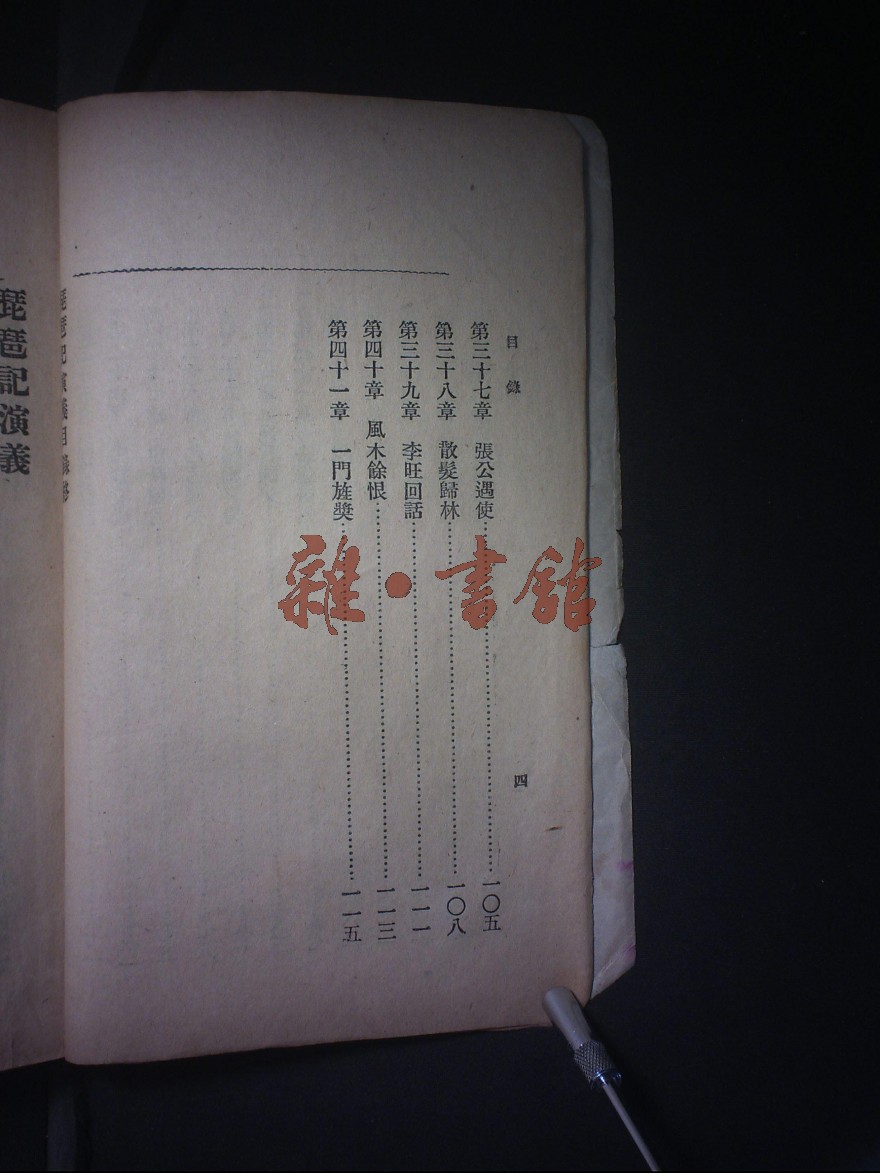 目錄
四
第三十七章 張公遇使……一〇五
第三十八章 散髮歸林……一〇八
第三十九章 李旺回話……一一一
第四十章 風木餘恨……一一三
第四十一章 一門旌獎……一一五
琵琶記演義目錄終
琵琶記演義
雜·書館